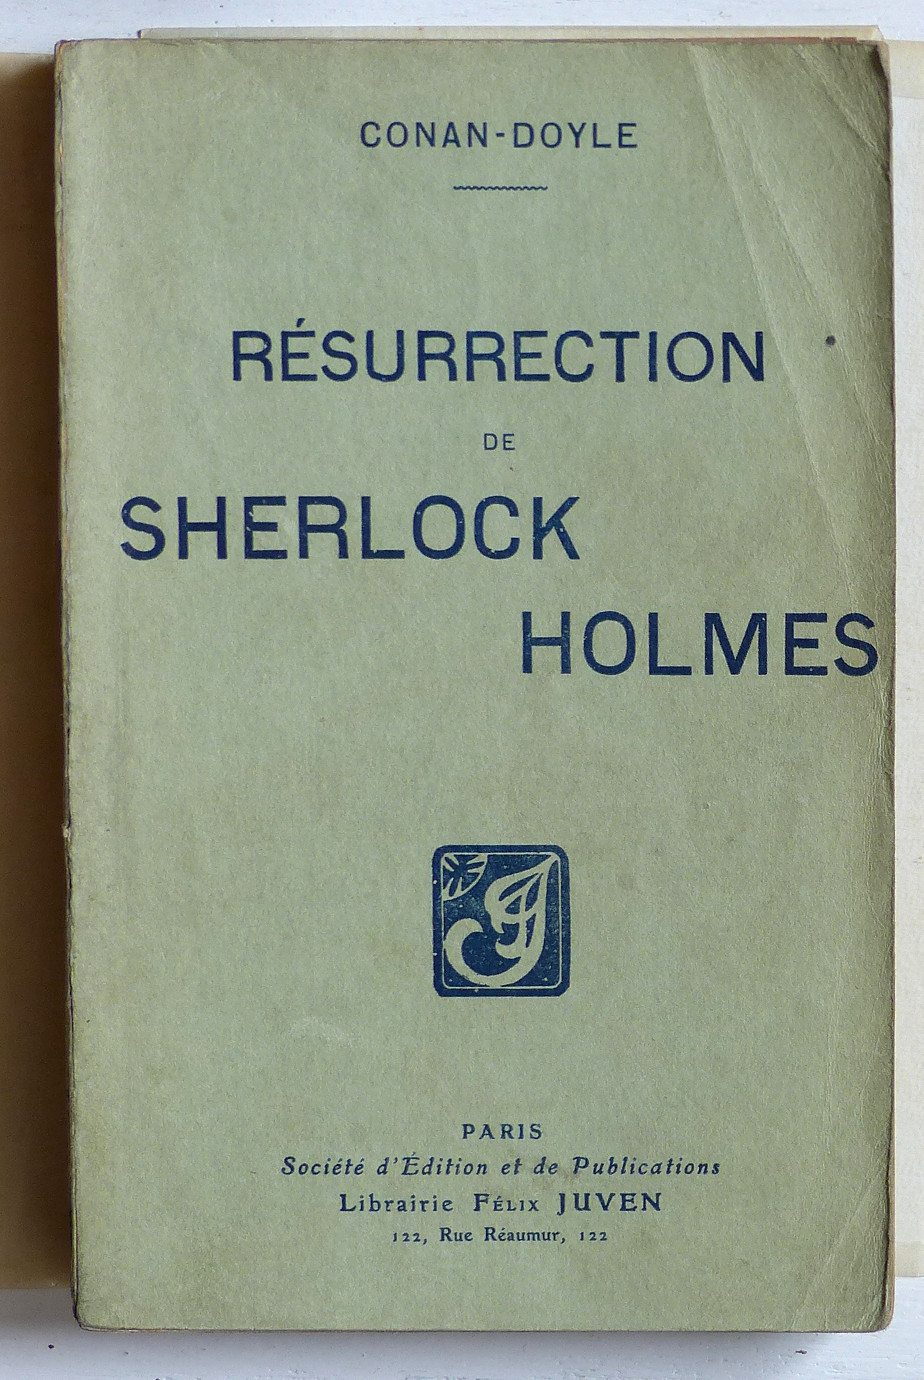 CONAN-DOYLE
RÉSURRECTION
DE
SHERLOCK
HOLMES
PARIS
Société d'Édition et de Publications
Librairie FÉLIX JUVEN
122, Rue Réaumur, 122